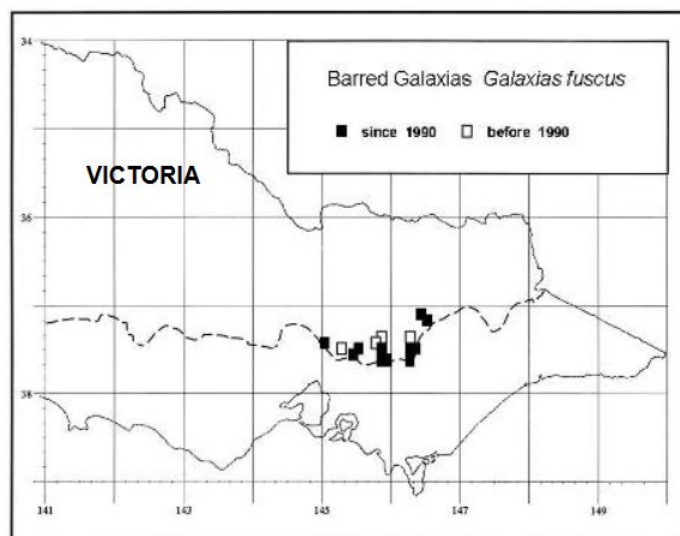 34
Barred Galaxias Galaxias fuscus
since 1990 before 1990
VICTORIA
36
38
141 143 145 147 149